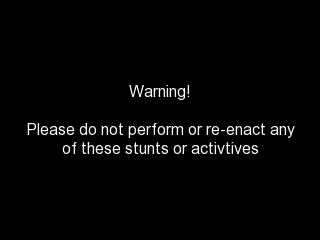 Warning!
Please do not perform or re-enact any
of these stunts or activtives